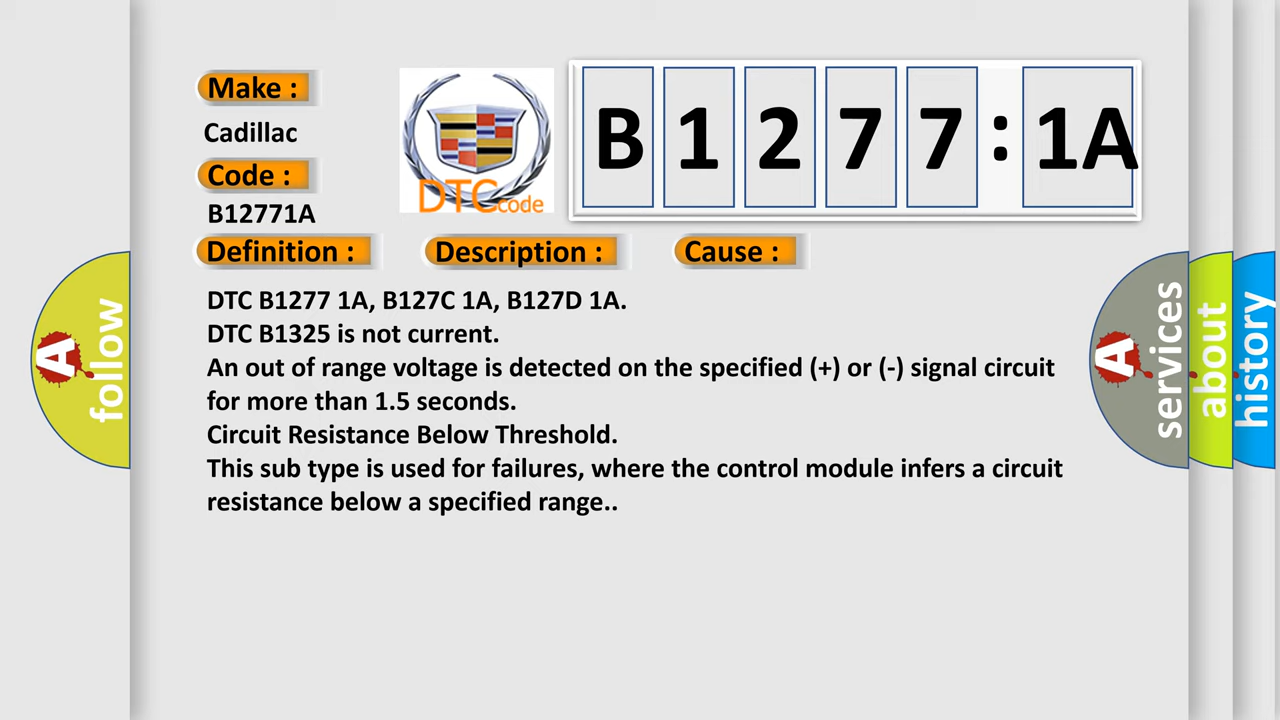 Make :
Cadillac
Code :
B12771A
DTC code
B 1 2 7 7 : 1A
Definition :
Description :
Cause :
DTC B1277 1A, B127C 1A, B127D 1A.
DTC B1325 is not current.
An out of range voltage is detected on the specified (+) or (-) signal circuit
for more than 1.5 seconds.
Circuit Resistance Below Threshold.
This sub type is used for failures, where the control module infers a circuit
resistance below a specified range..
A
follow
A
services
about
history